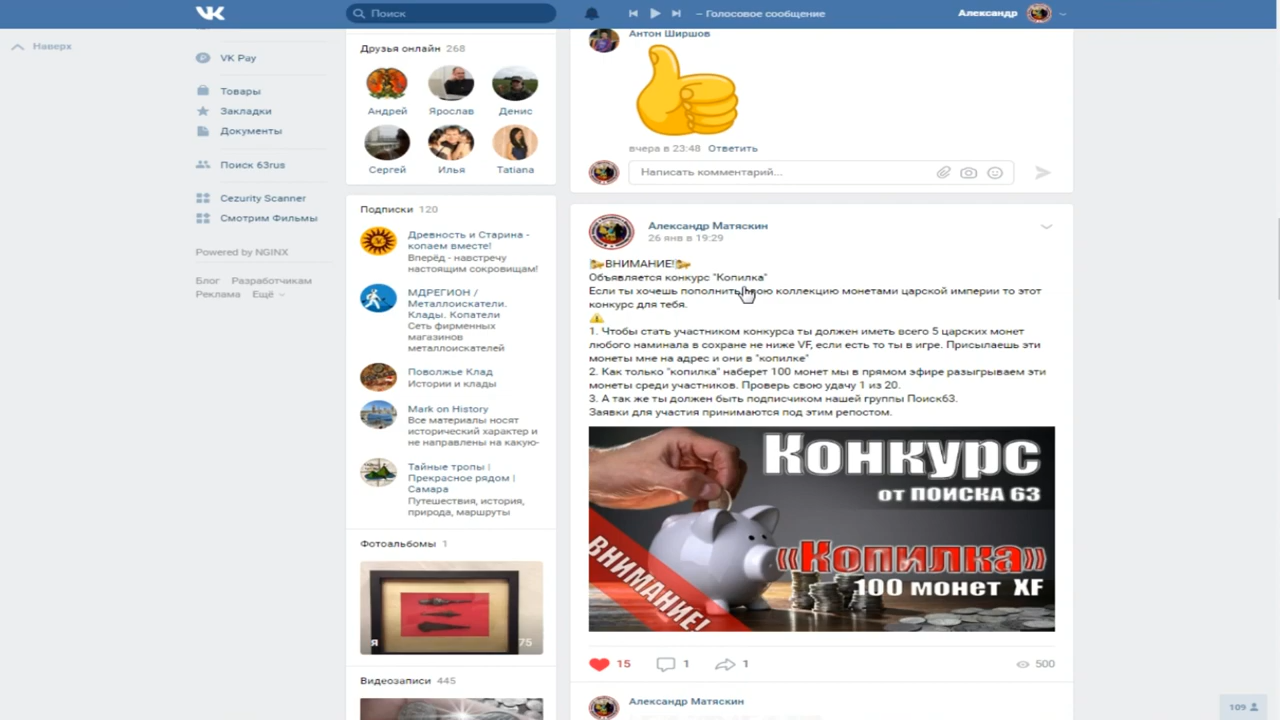 Поиск
– Голосовое сообщение
Александр
Наверх
VK Pay
Товары
Закладки
Документы
Поиск 63rus
Cezurity Scanner
Смотрим Фильмы
Powered by NGINX
Блог Разработчикам
Реклама Ещё
Друзья онлайн 268
Андрей Ярослав Денис
Сергей Илья Tatiana
Подписки 120
Древность и Старина -
копаем вместе!
Вперёд - навстречу
настоящим сокровищам!
МДРЕГИОН /
Металлоискатели.
Клады. Копатели
Сеть фирменных
магазинов
металлоискателей
Поволжье Клад
Истории и клады
Mark on History
Все материалы носят
исторический характер и
не направлены на какую-
Тайные тропы |
Прекрасное рядом |
Самара
Путешествия, история,
природа, маршруты
Фотоальбомы 1
75
Видеозаписи 445
Антон Ширшов
вчера в 23:48 Ответить
Написать комментарий...
Александр Матяскин
26 янв в 19:29
ВНИМАНИЕ!
Объявляется конкурс "Копилка"
Если ты хочешь пополнить коллекцию монетами царской империи то этот
конкурс для тебя.
1. Чтобы стать участником конкурса ты должен иметь всего 5 царских монет
любого наминала в сохране не ниже VF, если есть то ты в игре. Присылаешь эти
монеты мне на адрес и они в "копилке"
2. Как только "копилка" наберет 100 монет мы в прямом эфире разыгрываем эти
монеты среди участников. Проверь свою удачу 1 из 20.
3. А так же ты должен быть подписчиком нашей группы Поиск63.
Заявки для участия принимаются под этим репостом.
Конкурс
от ПОИСКА 63
«Копилка»
100 монет XF
ВНИМАНИЕ!
15 1 1 500
Александр Матяскин
109